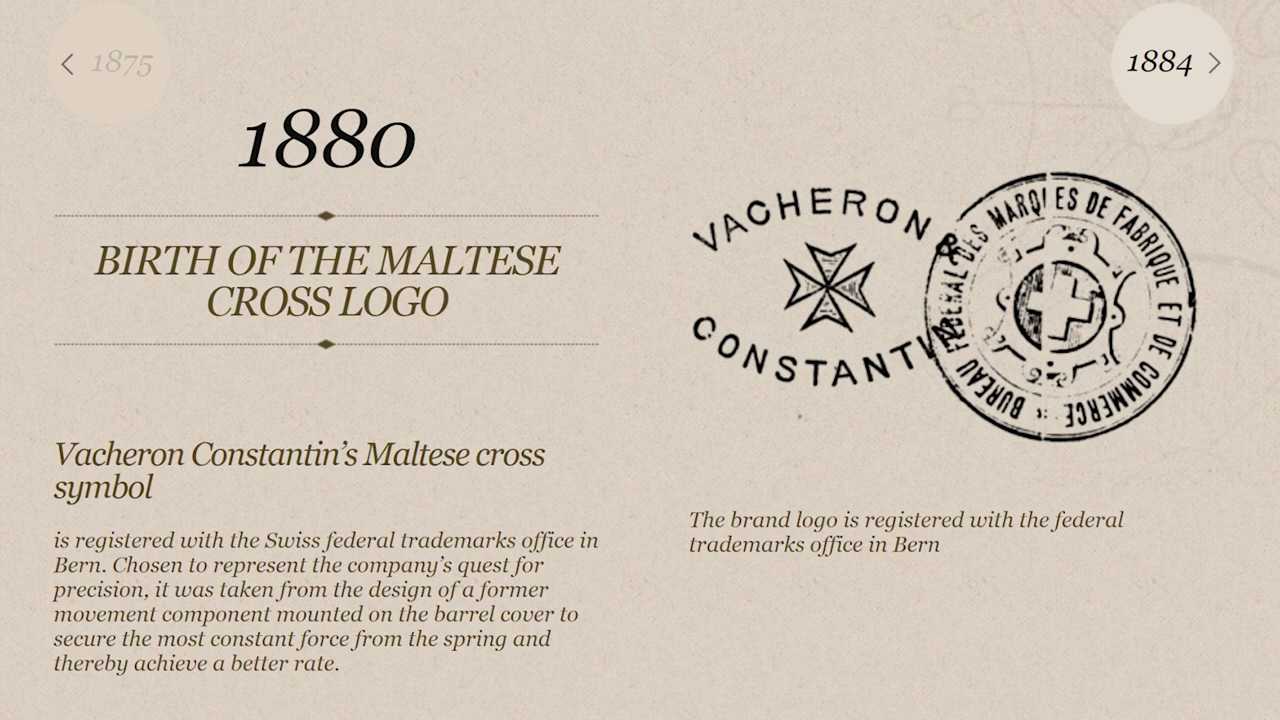 1875
1884
1880
BIRTH OF THE MALTESE
CROSS LOGO
Vacheron Constantin’s Maltese cross
symbol
is registered with the Swiss federal trademarks office in
Bern. Chosen to represent the company’s quest for
precision, it was taken from the design of a former
movement component mounted on the barrel cover to
secure the most constant force from the spring and
thereby achieve a better rate.
VACHERON &
CONSTANTIN
BUREAU FEDERAL DES MARQUES DE FABRIQUE ET DE COMMERCE
The brand logo is registered with the federal
trademarks office in Bern